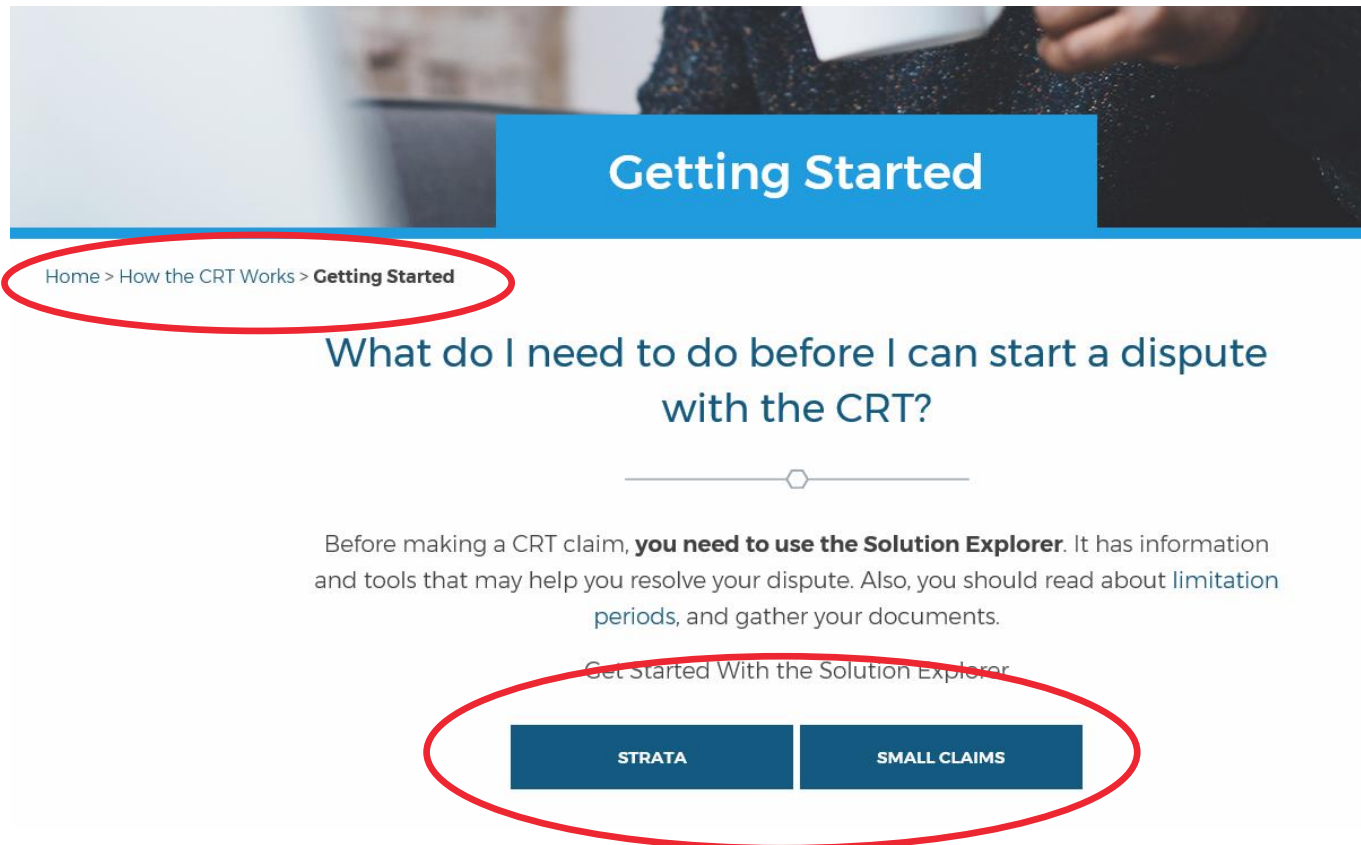 Getting Started
Home > How the CRT Works > Getting Started
What do I need to do before I can start a dispute
with the CRT?
Before making a CRT claim, you need to use the Solution Explorer. It has information
and tools that may help you resolve your dispute. Also, you should read about limitation
periods, and gather your documents.
Get Started With the Solution Explorer
STRATA
SMALL CLAIMS